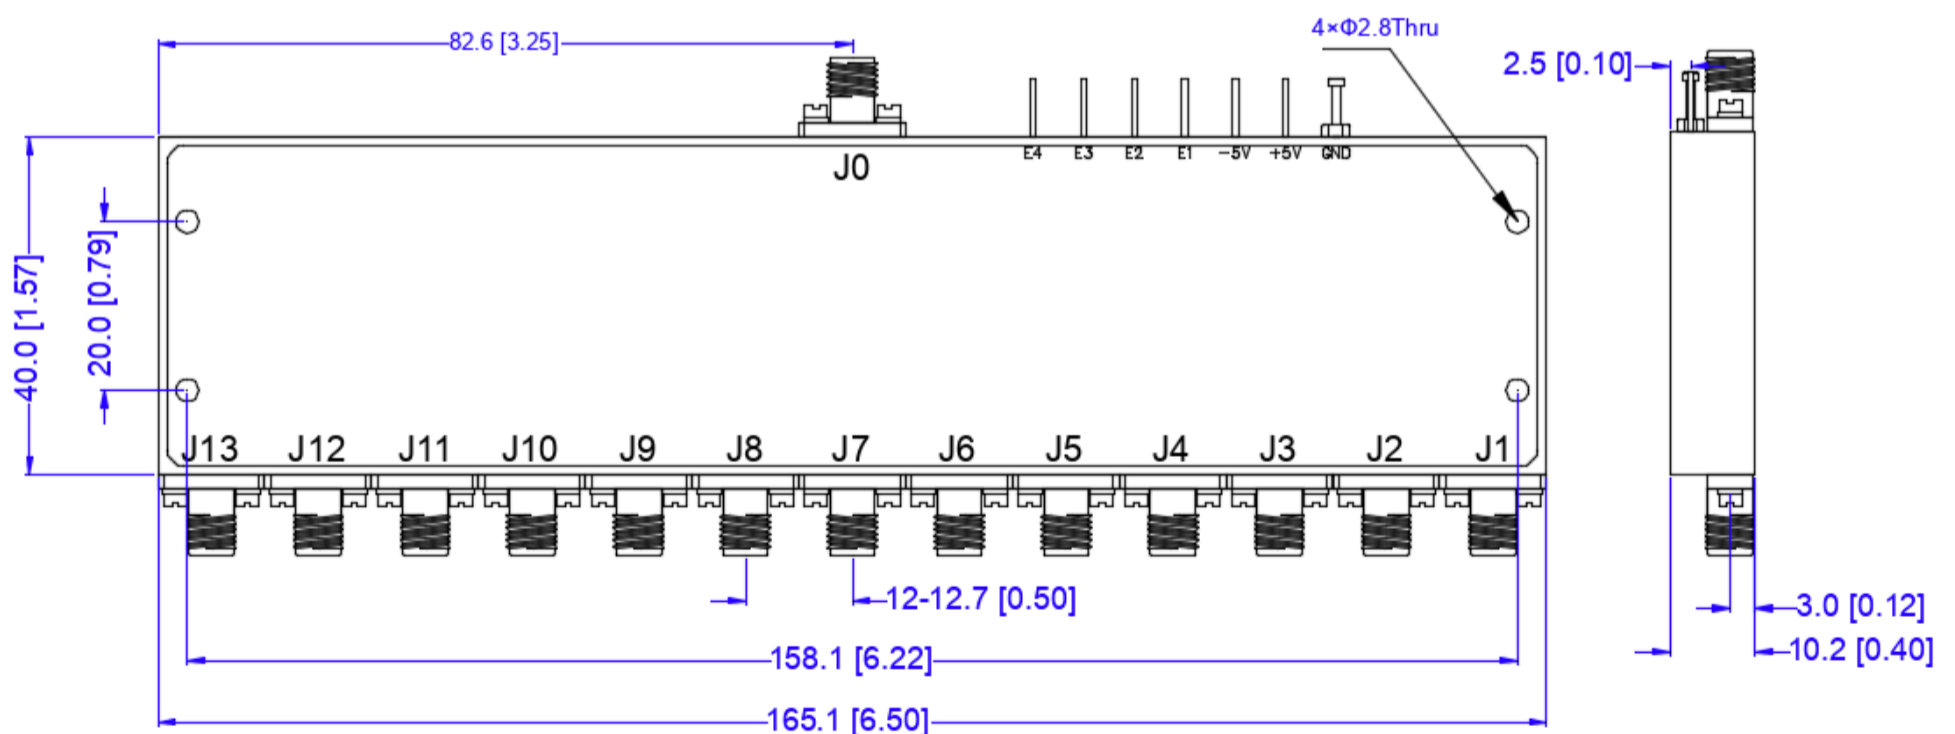 4×Φ2.8Thru
82.6 [3.25]
2.5 [0.10]
E4 E3 E2 E1 -5V +5V GND
J0
40.0 [1.57]
20.0 [0.79]
J13 J12 J11 J10 J9 J8 J7 J6 J5 J4 J3 J2 J1
12-12.7 [0.50]
3.0 [0.12]
158.1 [6.22]
10.2 [0.40]
165.1 [6.50]